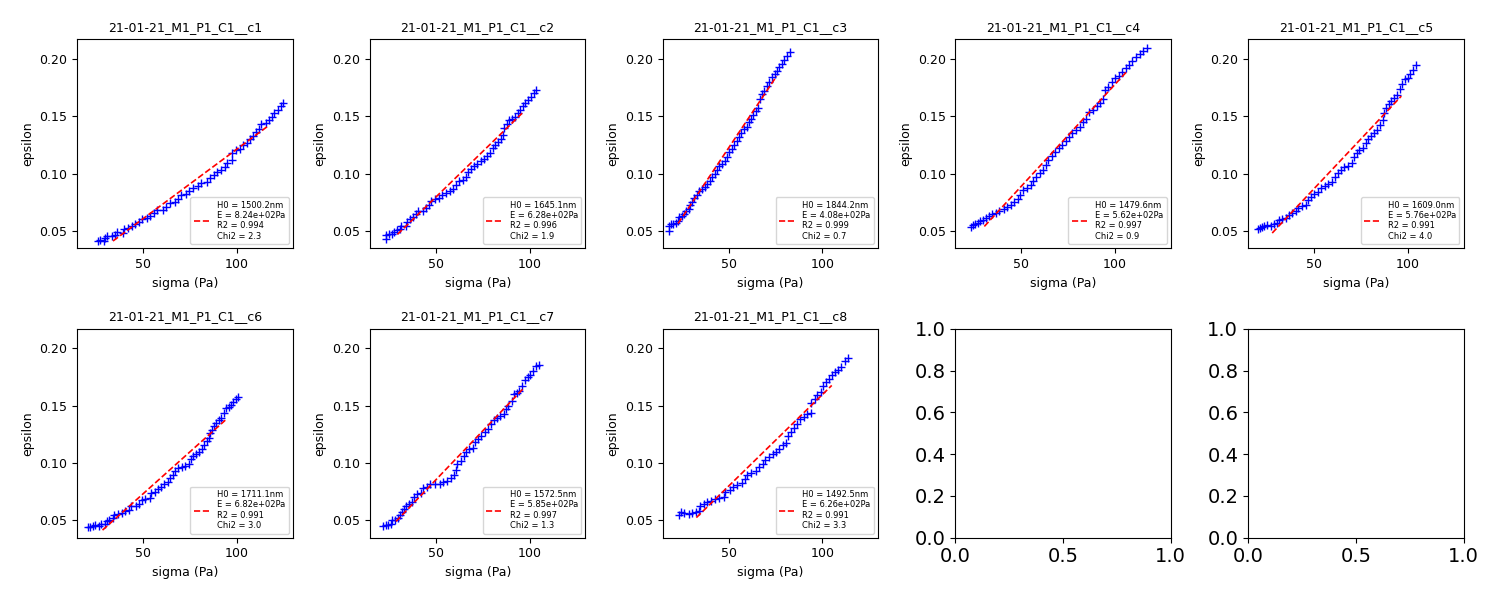 21-01-21_M1_P1_C1__c1
0.20
0.15
0.10
0.05
epsilon
50
100
sigma (Pa)
H0 = 1500.2nm
E = 8.24e+02Pa
R2 = 0.994
Chi2 = 2.3
21-01-21_M1_P1_C1__c2
0.20
0.15
0.10
0.05
epsilon
50
100
sigma (Pa)
H0 = 1645.1nm
E = 6.28e+02Pa
R2 = 0.996
Chi2 = 1.9
21-01-21_M1_P1_C1__c3
0.20
0.15
0.10
0.05
epsilon
50
100
sigma (Pa)
H0 = 1844.2nm
E = 4.08e+02Pa
R2 = 0.999
Chi2 = 0.7
21-01-21_M1_P1_C1__c4
0.20
0.15
0.10
0.05
epsilon
50
100
sigma (Pa)
H0 = 1479.6nm
E = 5.62e+02Pa
R2 = 0.997
Chi2 = 0.9
21-01-21_M1_P1_C1__c5
0.20
0.15
0.10
0.05
epsilon
50
100
sigma (Pa)
H0 = 1609.0nm
E = 5.76e+02Pa
R2 = 0.991
Chi2 = 4.0
21-01-21_M1_P1_C1__c6
0.20
0.15
0.10
0.05
epsilon
50
100
sigma (Pa)
H0 = 1711.1nm
E = 6.82e+02Pa
R2 = 0.991
Chi2 = 3.0
21-01-21_M1_P1_C1__c7
0.20
0.15
0.10
0.05
epsilon
50
100
sigma (Pa)
H0 = 1572.5nm
E = 5.85e+02Pa
R2 = 0.997
Chi2 = 1.3
21-01-21_M1_P1_C1__c8
0.20
0.15
0.10
0.05
epsilon
50
100
sigma (Pa)
H0 = 1492.5nm
E = 6.26e+02Pa
R2 = 0.991
Chi2 = 3.3
1.0
0.8
0.6
0.4
0.2
0.0
0.0
0.5
1.0
1.0
0.8
0.6
0.4
0.2
0.0
0.0
0.5
1.0